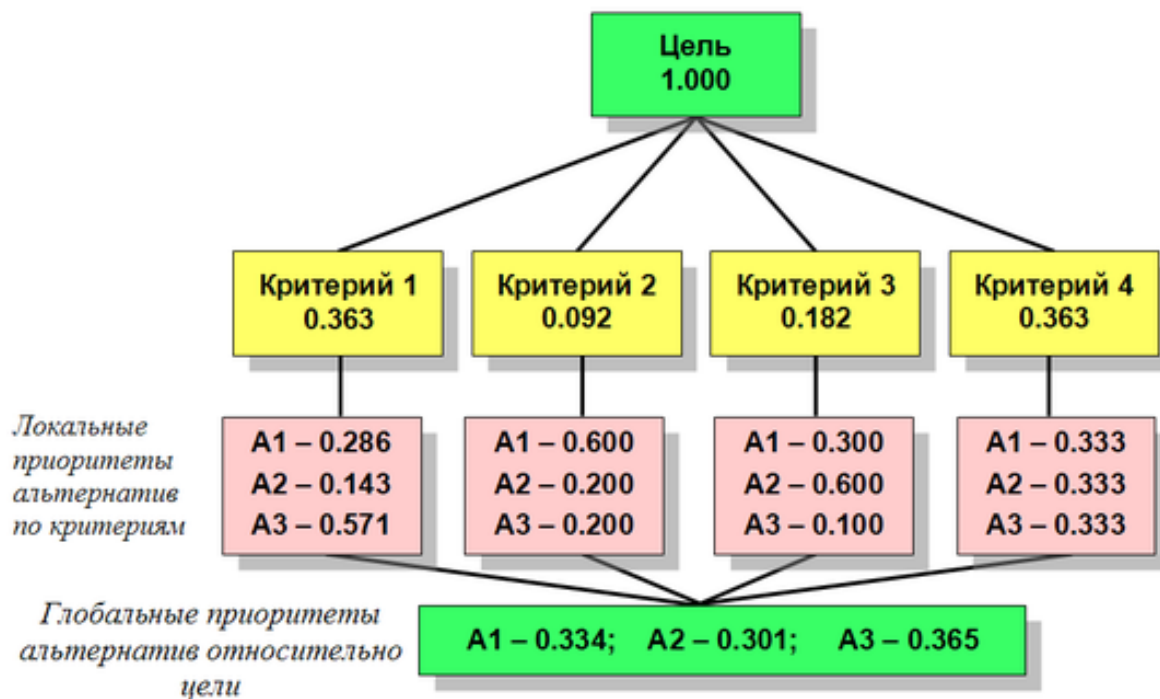 Цель
1.000
Критерий 1
0.363
Критерий 2
0.092
Критерий 3
0.182
Критерий 4
0.363
Локальные
приоритеты
альтернатив
по критериям
A1 – 0.286
A2 – 0.143
A3 – 0.571
A1 – 0.600
A2 – 0.200
A3 – 0.200
A1 – 0.300
A2 – 0.600
A3 – 0.100
A1 – 0.333
A2 – 0.333
A3 – 0.333
Глобальные приоритеты
альтернатив относительно
цели
A1 – 0.334; A2 – 0.301; A3 – 0.365